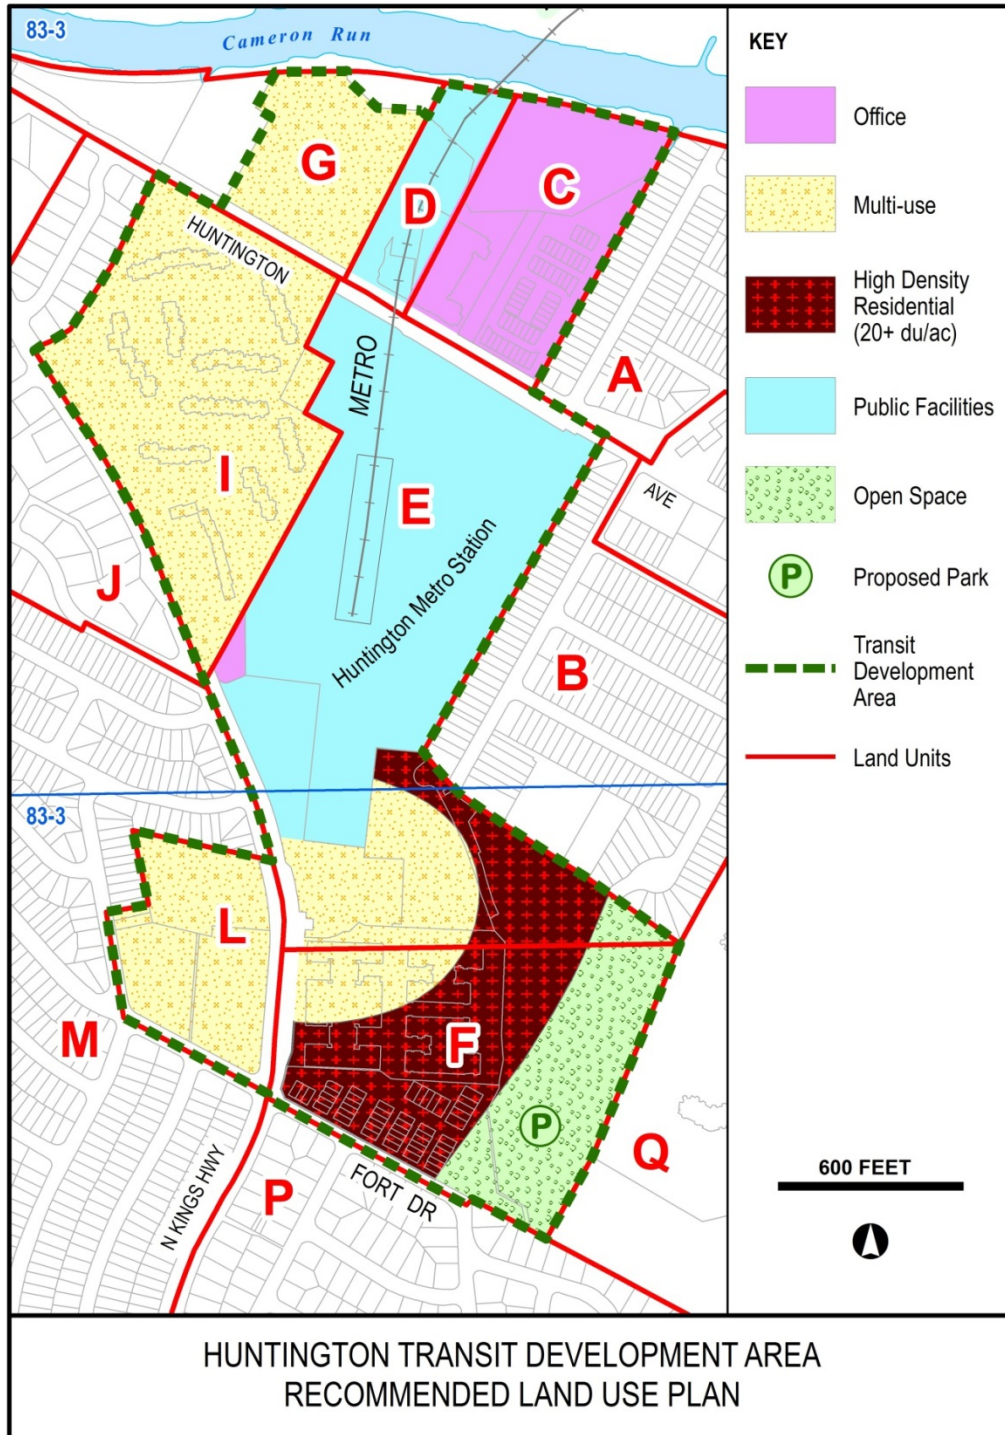 83-3
Cameron Run
KEY
Office
Multi-use
High Density
Residential
(20+ du/ac)
Public Facilities
Open Space
P
Proposed Park
Transit
Development
Area
Land Units
G
D
C
HUNTINGTON
METRO
A
AVE
E
I
Huntington Metro Station
J
B
83-3
L
M
F
P
Q
N KINGS HWY
P
FORT DR
600 FEET
HUNTINGTON TRANSIT DEVELOPMENT AREA
RECOMMENDED LAND USE PLAN